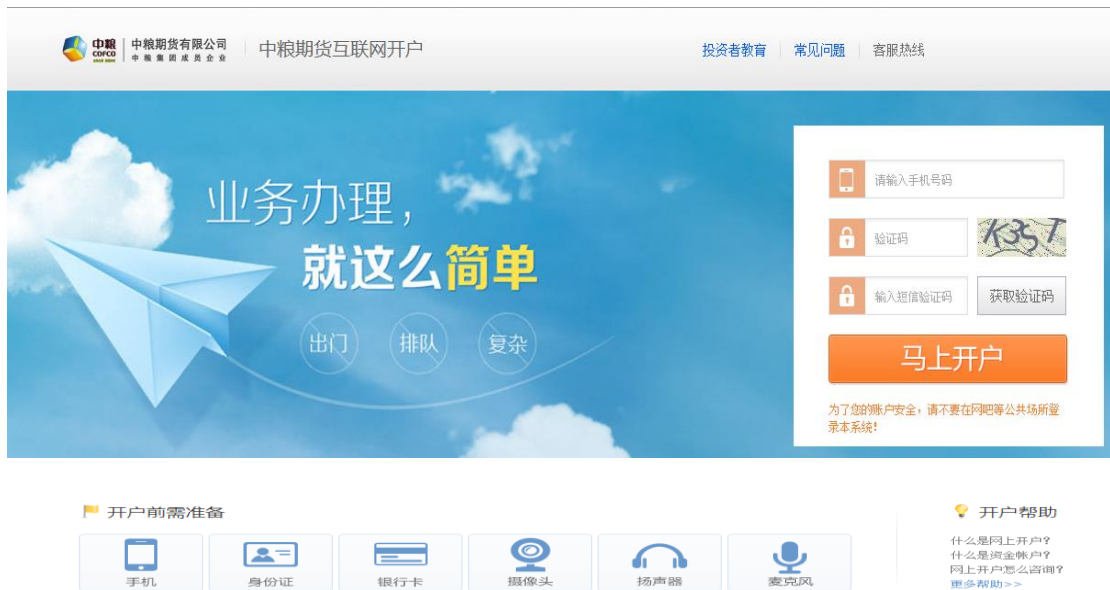 中粮
COFCO
中粮期货有限公司
中粮集团成员企业
中粮期货互联网开户
投资者教育
常见问题
客服热线
业务办理，
就这么简单
出门
排队
复杂
请输入手机号码
验证码
K35T
输入短信验证码
获取验证码
马上开户
为了您的账户安全，请不要在网吧等公共场所登
录本系统!
开户前需准备
手机
身份证
银行卡
摄像头
扬声器
麦克风
开户帮助
什么是网上开户?
什么是资金帐户?
网上开户怎么咨询?
更多帮助>>